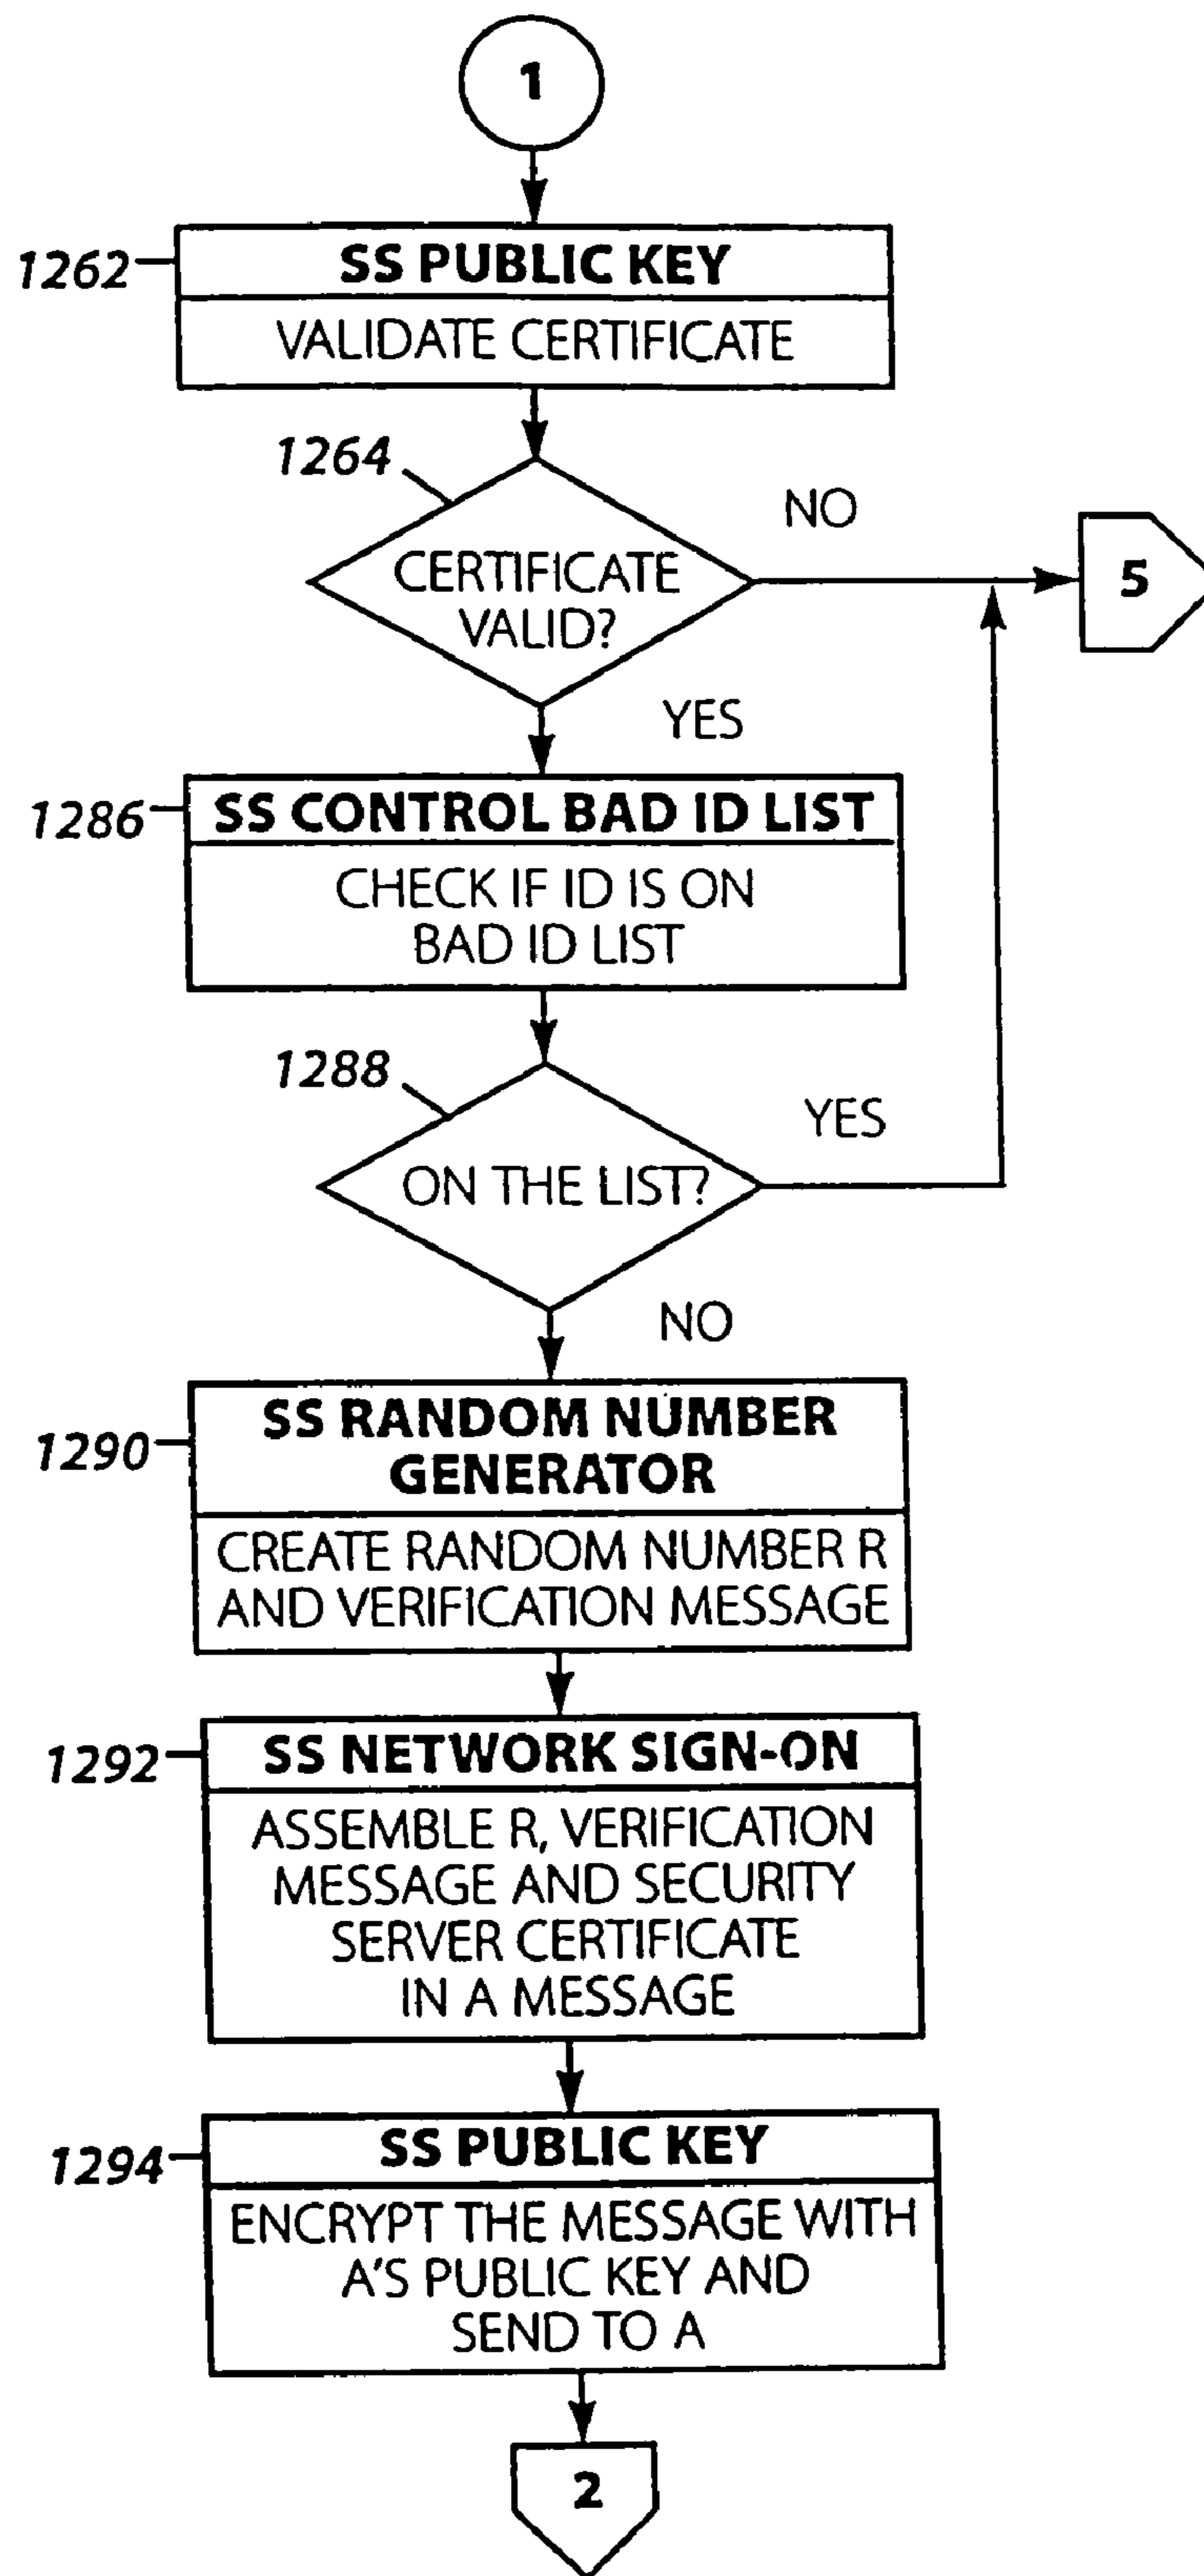 1
1262
SS PUBLIC KEY
VALIDATE CERTIFICATE
1264
CERTIFICATE
VALID?
NO
5
YES
1286
SS CONTROL BAD ID LIST
CHECK IF ID IS ON
BAD ID LIST
1288
ON THE LIST?
YES
NO
1290
SS RANDOM NUMBER
GENERATOR
CREATE RANDOM NUMBER R
AND VERIFICATION MESSAGE
1292
SS NETWORK SIGN-ON
ASSEMBLE R, VERIFICATION
MESSAGE AND SECURITY
SERVER CERTIFICATE
IN A MESSAGE
1294
SS PUBLIC KEY
ENCRYPT THE MESSAGE WITH
A'S PUBLIC KEY AND
SEND TO A
2